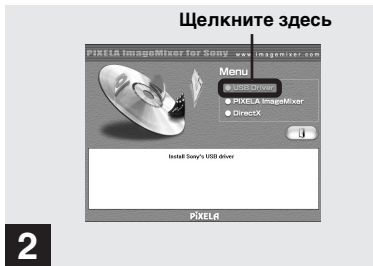 Щелкните здесь
PIXELA ImageMixer for Sony www.imagemixer.com
Menu
USB Driver
PIXELA ImageMixer
DirectX
Install Sony's USB driver
PIXELA
2